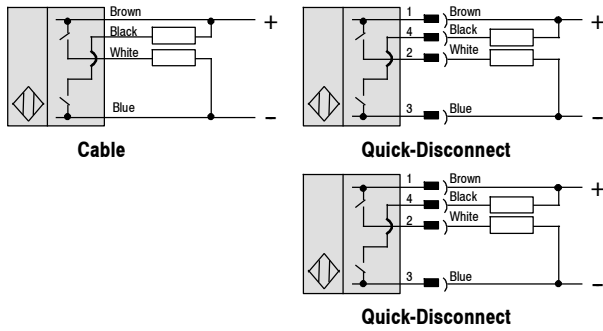 Brown
+
Black
White
Blue
−
Cable
1 Brown
+
4 Black
2 White
3 Blue
−
Quick-Disconnect
1 Brown
+
4 Black
2 White
3 Blue
−
Quick-Disconnect